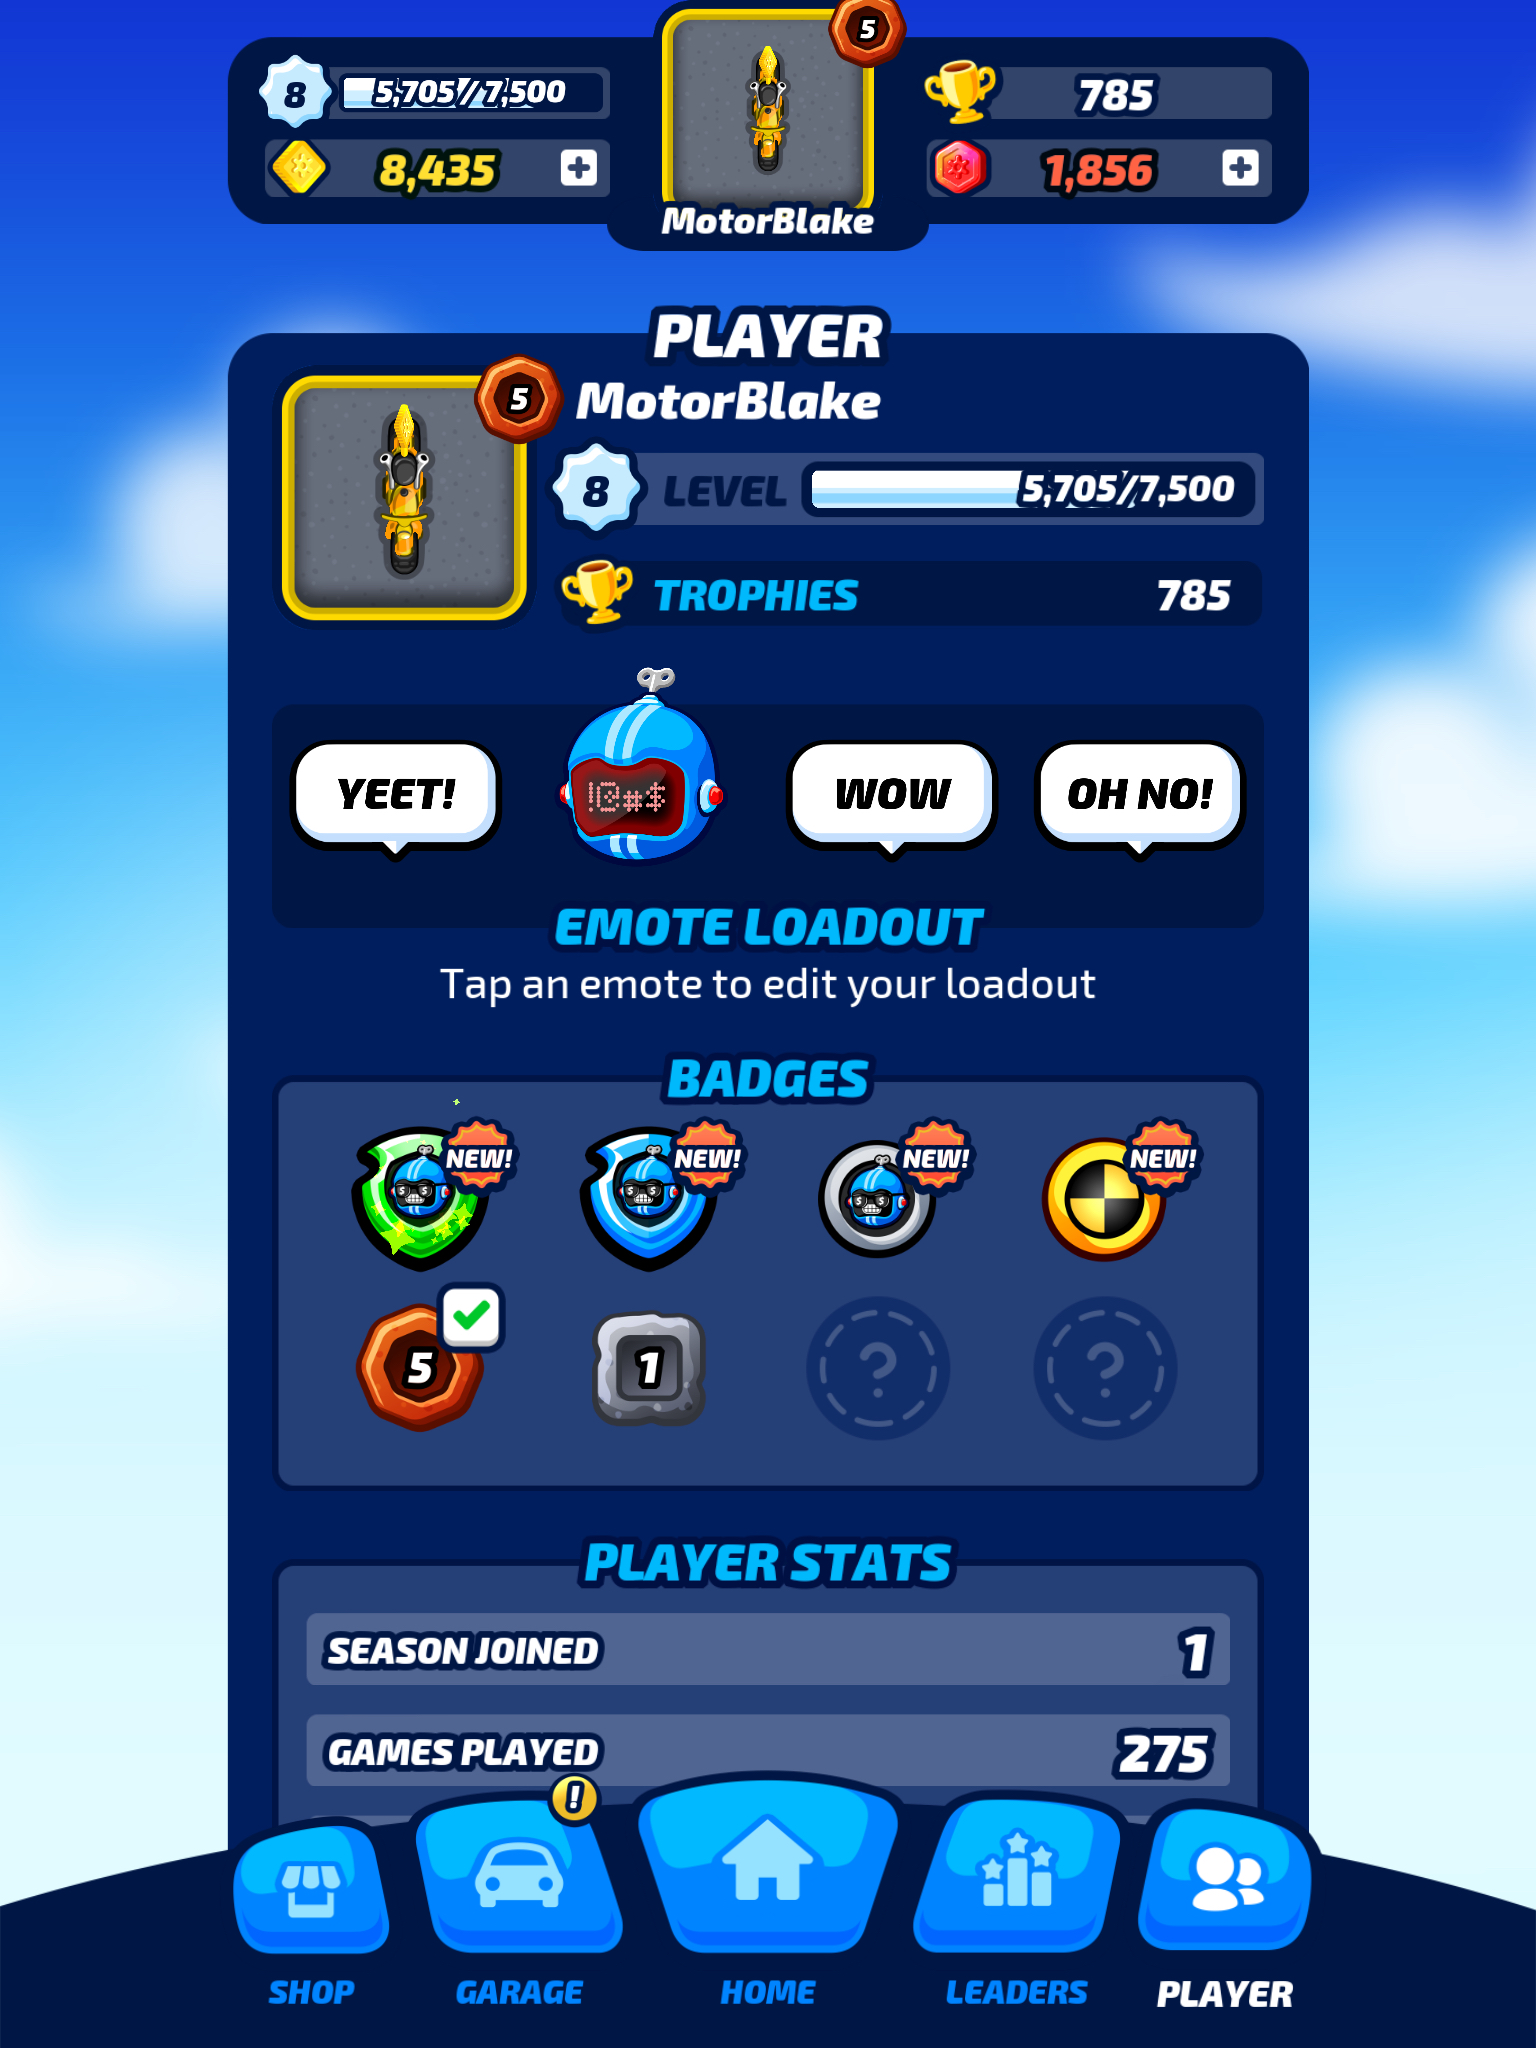 5
8
5,705/7,500
785
8,435
1,856
MotorBlake
PLAYER
5
MotorBlake
8 LEVEL 5,705/7,500
TROPHIES 785
YEET!
!@#$
WOW
OH NO!
EMOTE LOADOUT
Tap an emote to edit your loadout
BADGES
NEW! NEW! NEW! NEW!
5 1 ? ?
PLAYER STATS
SEASON JOINED 1
GAMES PLAYED 275
!
SHOP GARAGE HOME LEADERS PLAYER